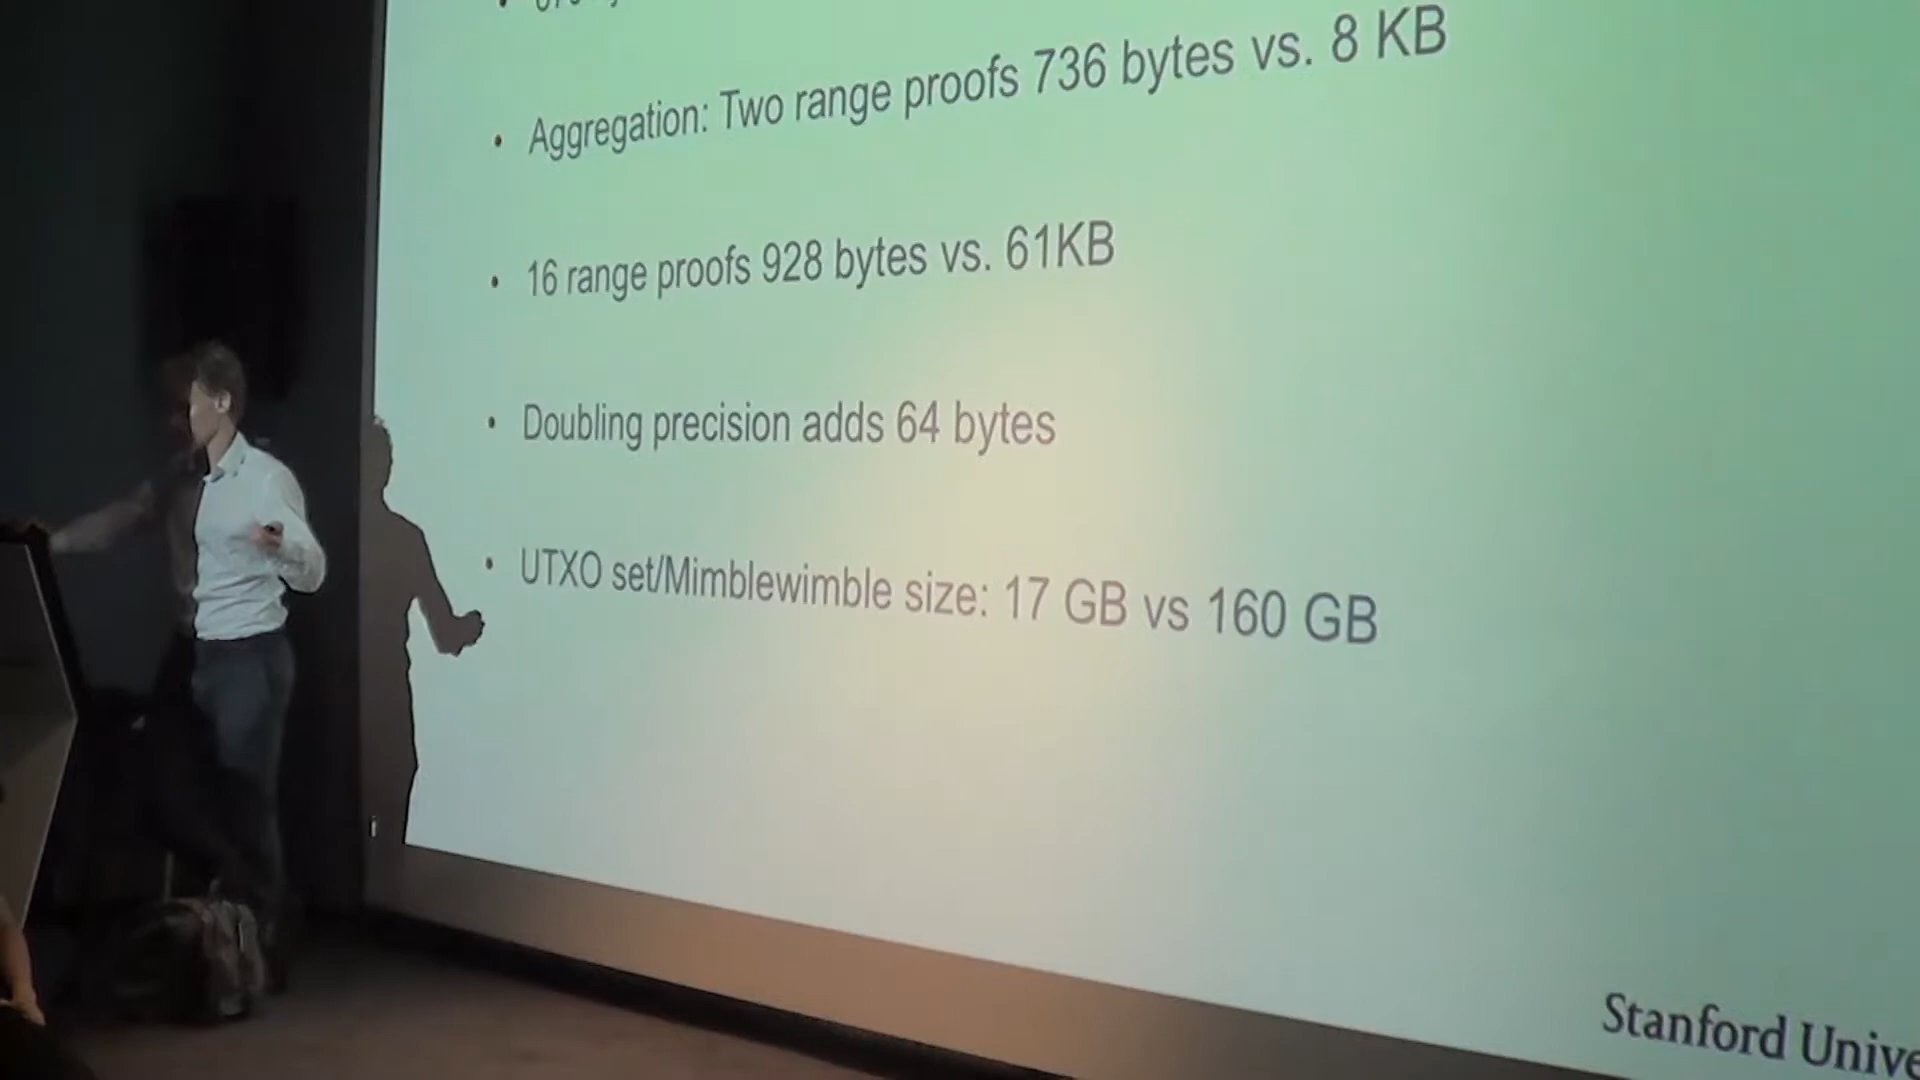 • Aggregation: Two range proofs 736 bytes vs. 8 KB
• 16 range proofs 928 bytes vs. 61KB
• Doubling precision adds 64 bytes
• UTXO set/Mimblewimble size: 17 GB vs 160 GB
Stanford Unive